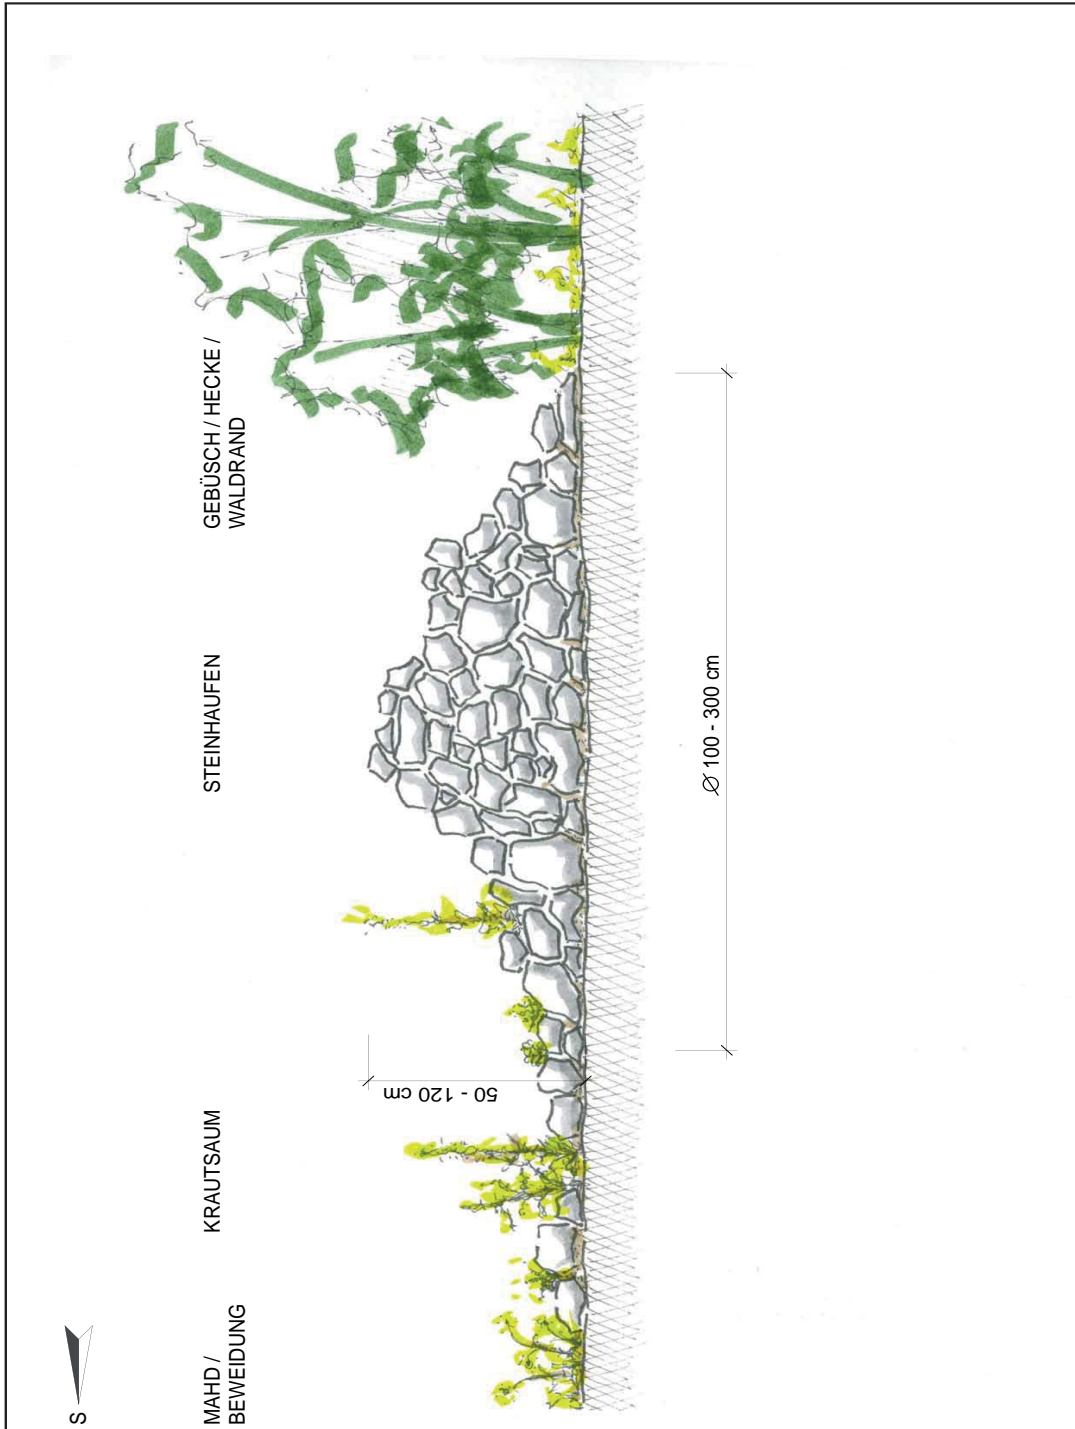 S
MAHD /
BEWEIDUNG
KRAUTSAUM
STEINHAUFEN
GEBÜSCH / HECKE /
WALDRAND
50 - 120 cm
Ø 100 - 300 cm